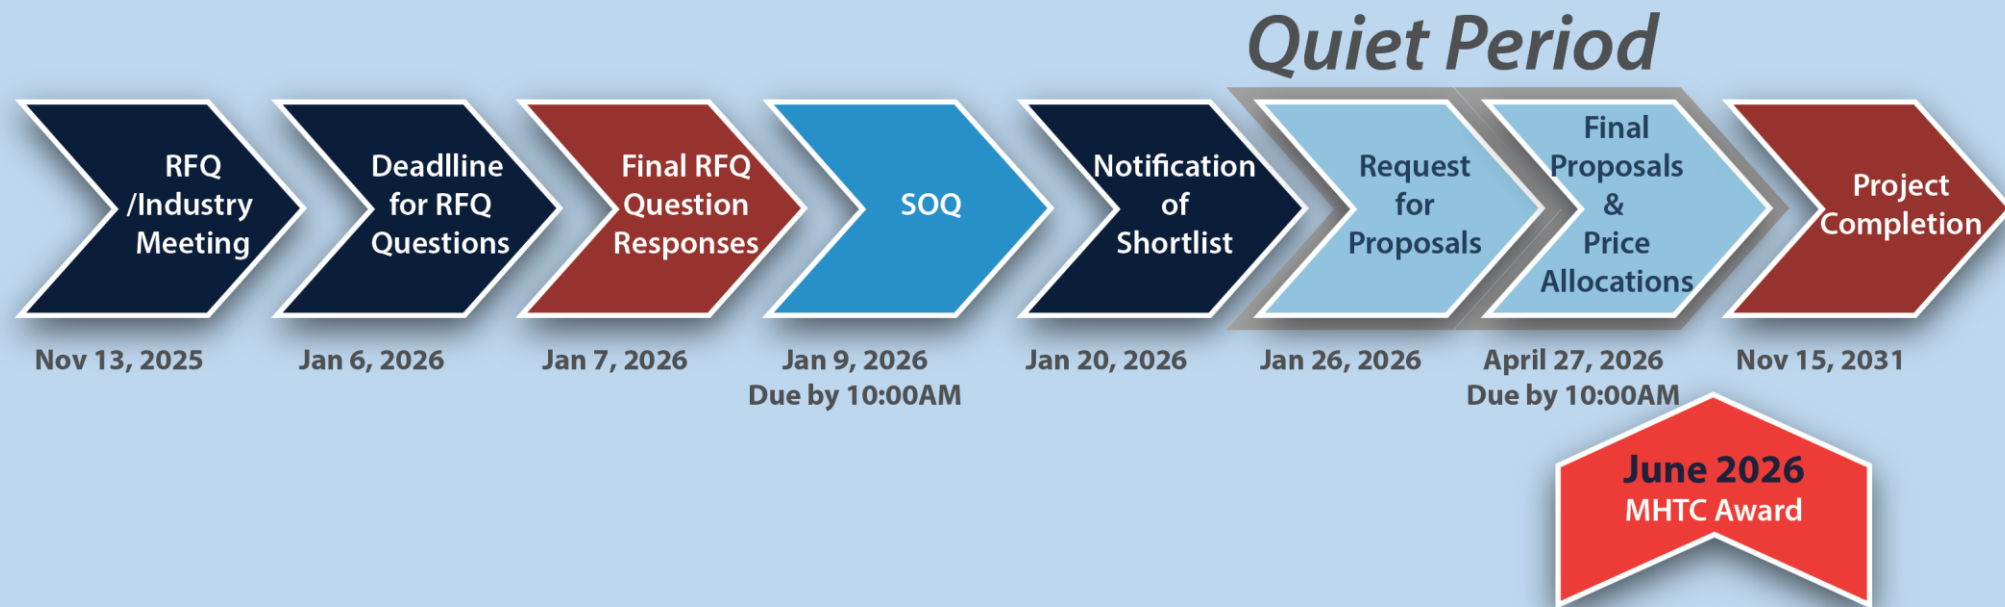 Quiet Period
RFQ
/Industry
Meeting
Nov 13, 2025
Deadlline
for RFQ
Questions
Jan 6, 2026
Final RFQ
Question
Responses
Jan 7, 2026
SOQ
Jan 9, 2026
Due by 10:00AM
Notification
of
Shortlist
Jan 20, 2026
Request
for
Proposals
Jan 26, 2026
Final
Proposals
&
Price
Allocations
April 27, 2026
Due by 10:00AM
Project
Completion
Nov 15, 2031
June 2026
MHTC Award